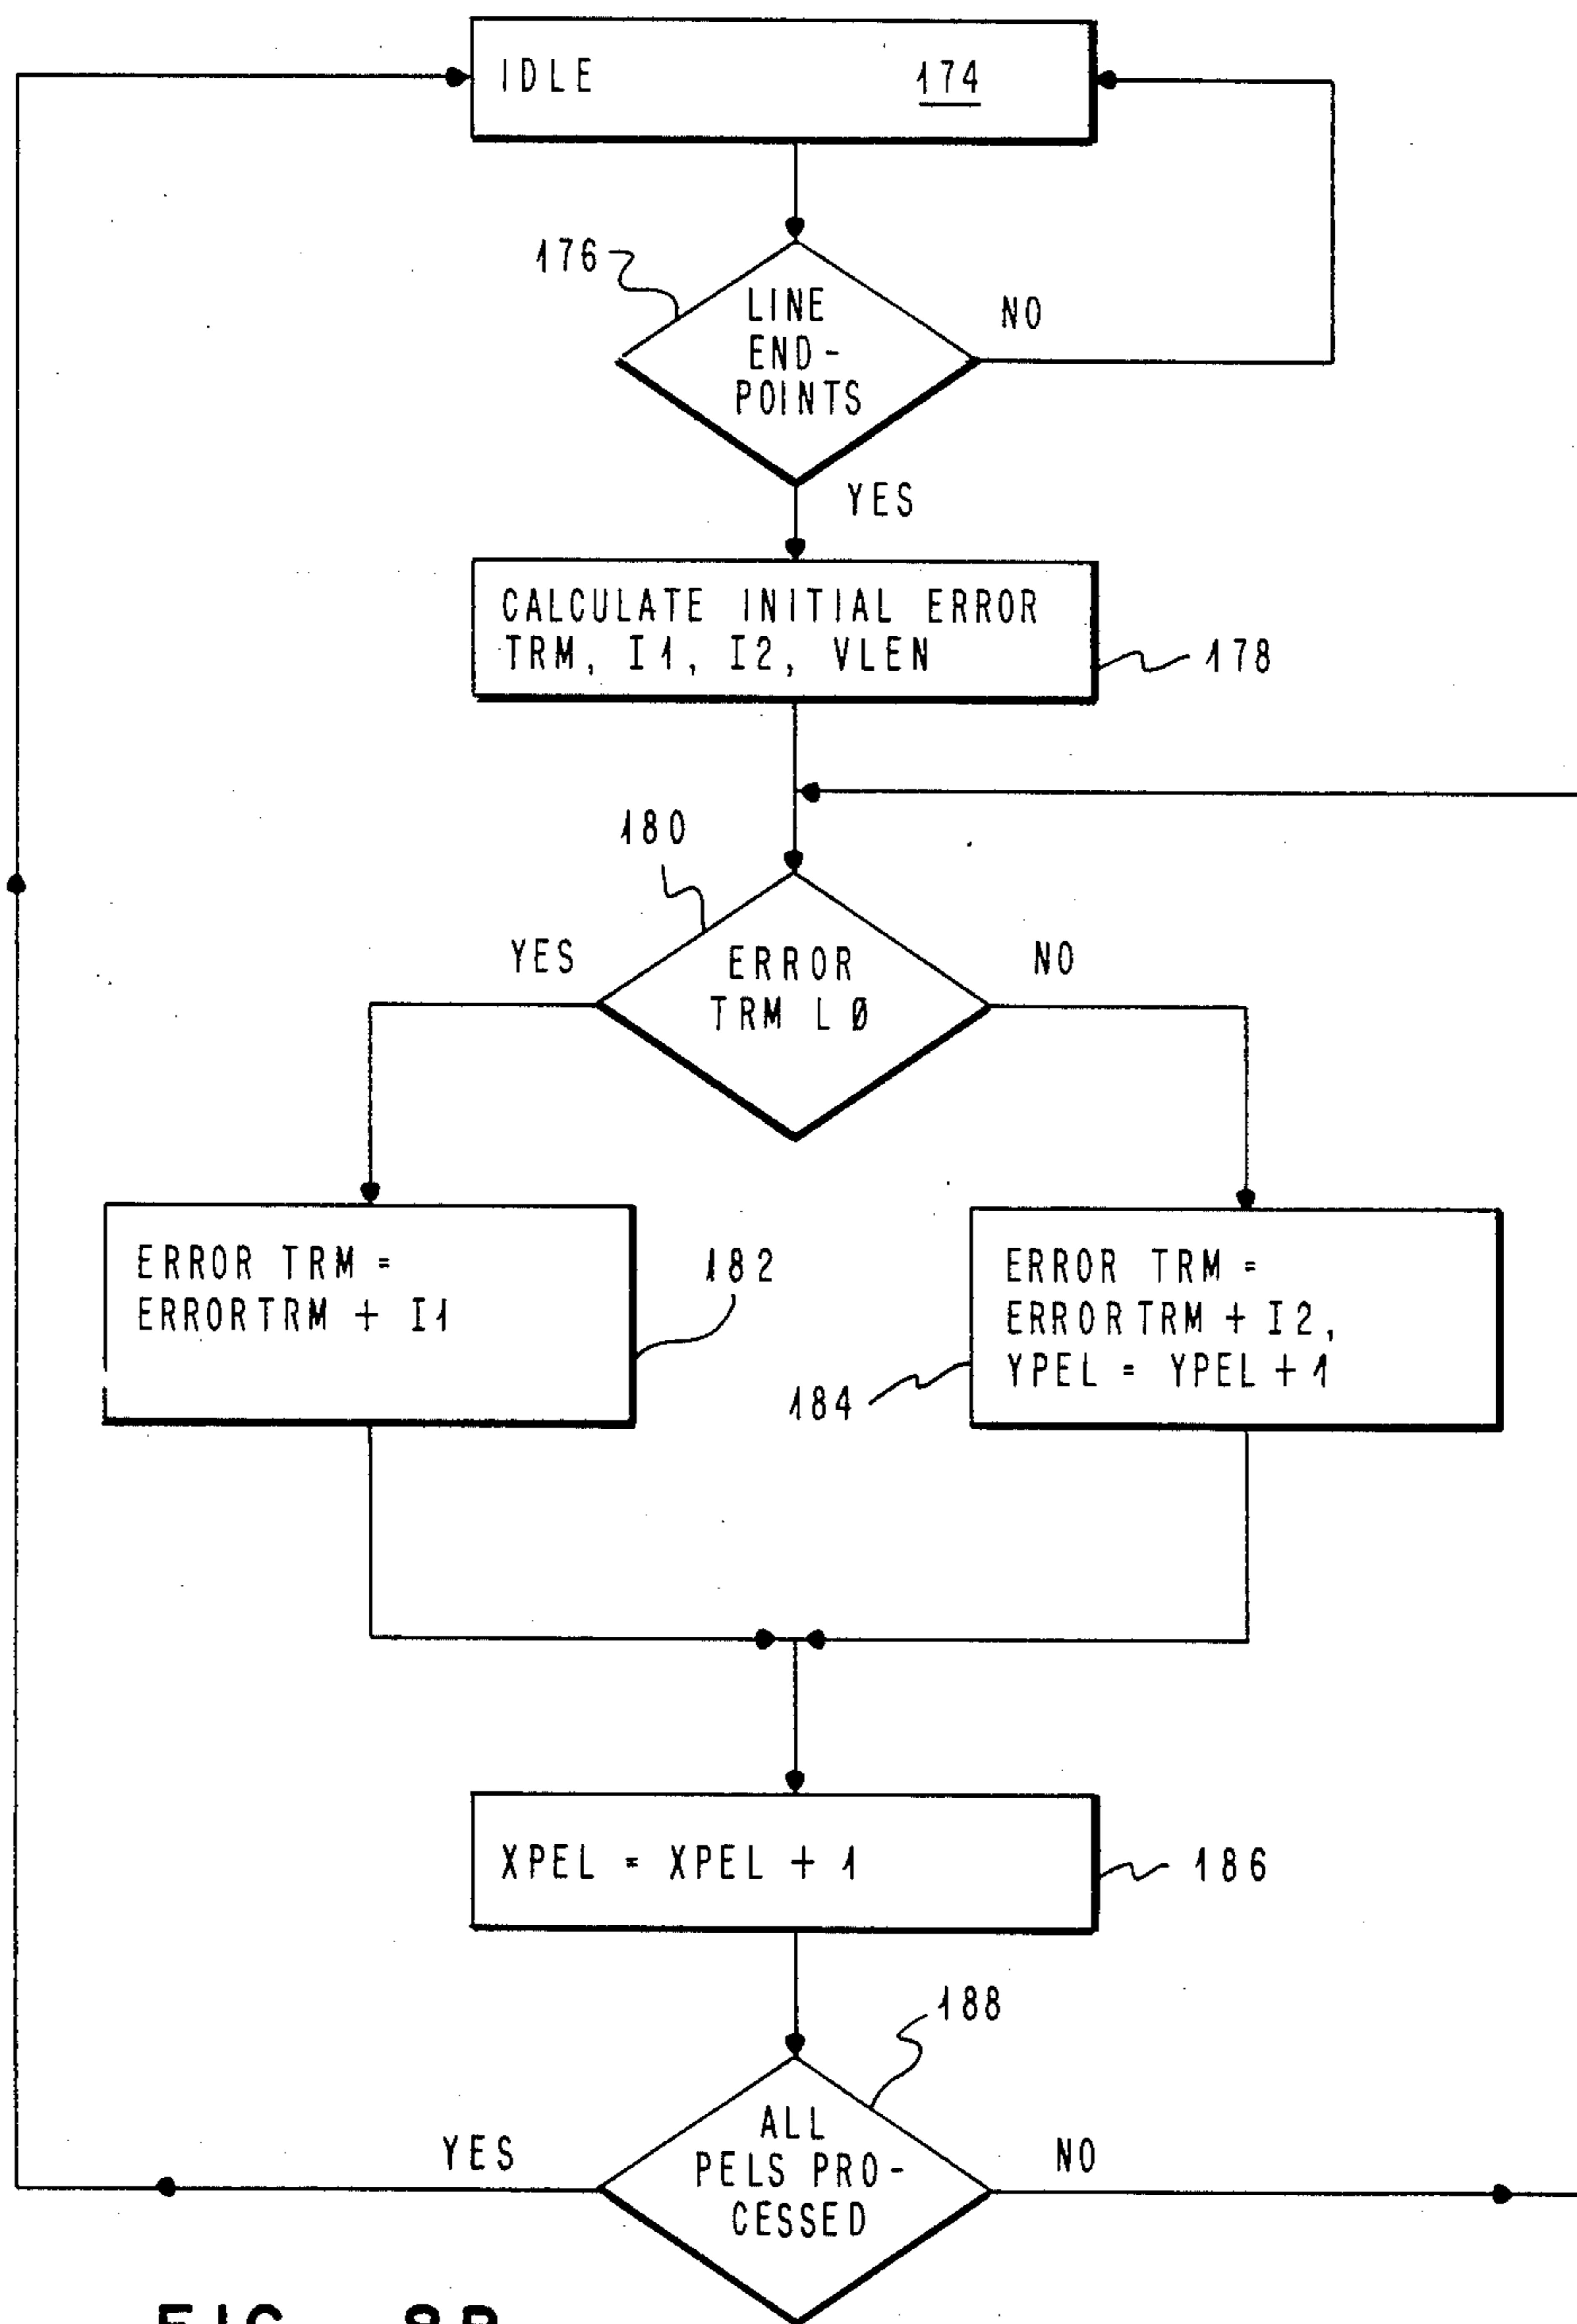 IDLE 174
176
LINE
END-
POINTS
NO
YES
CALCULATE INITIAL ERROR
TRM, I1, I2, VLEN
178
180
YES
ERROR
TRM L Ø
NO
ERROR TRM =
ERRORTRM + I1
182
ERROR TRM =
ERRORTRM + I2,
YPEL = YPEL + 1
184
XPEL = XPEL + 1
186
188
YES
ALL
PELS PRO-
CESSED
NO
FIG. 8B